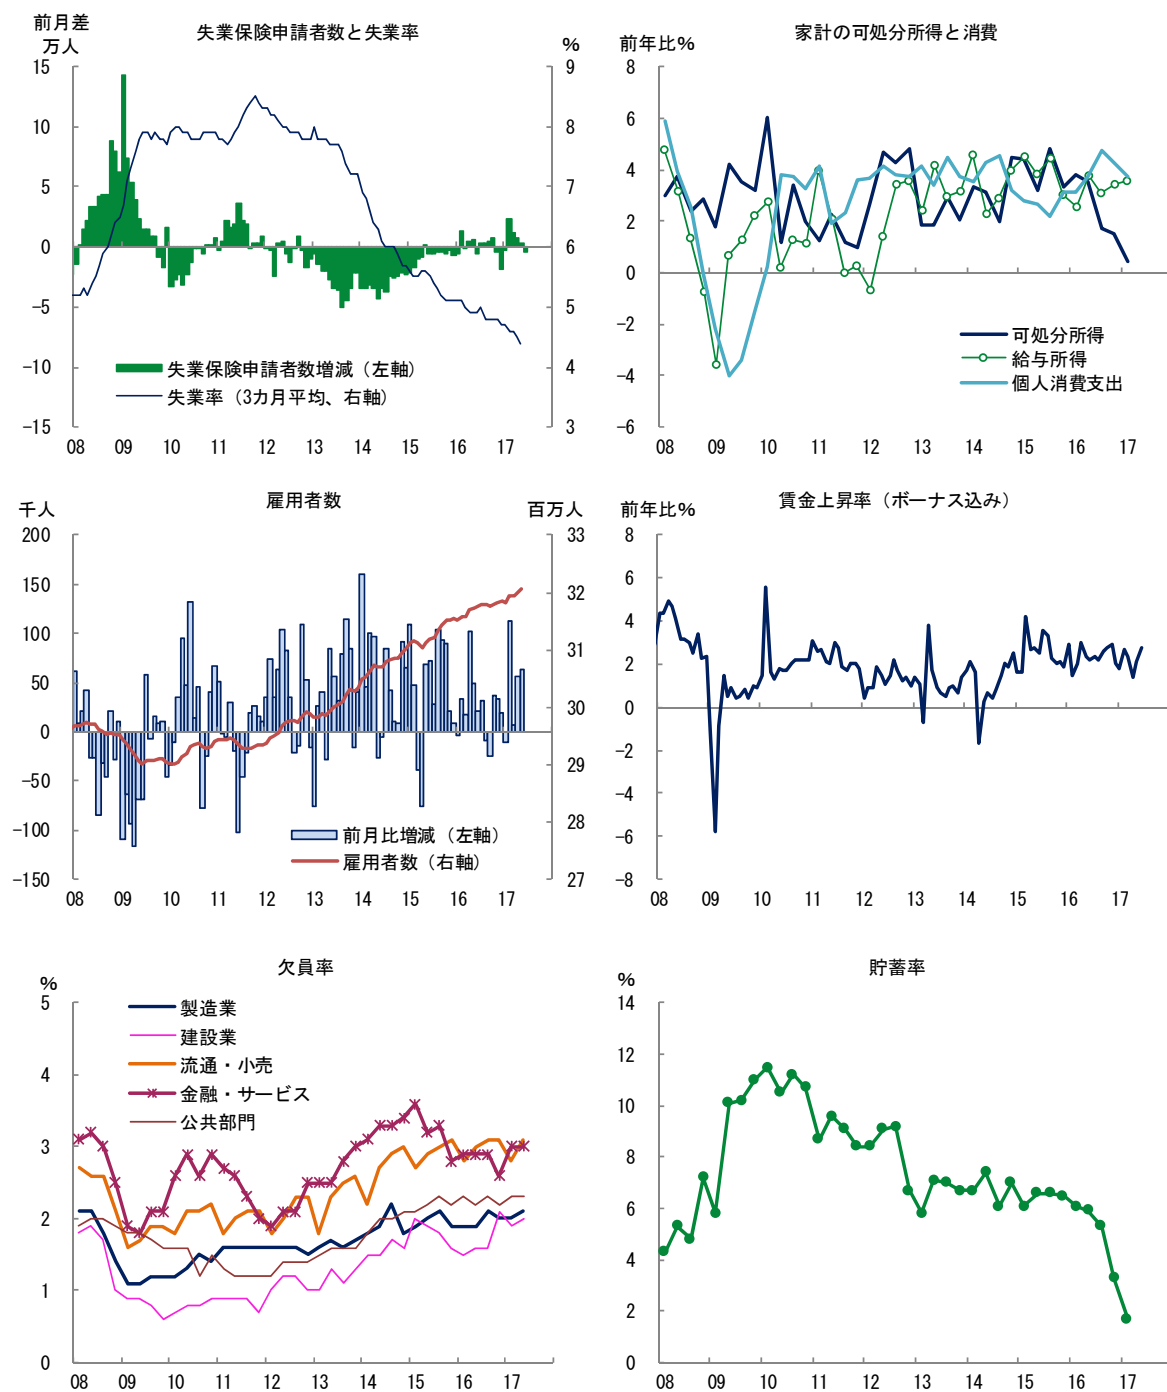 失業保険申請者数と失業率
前月差
万人
%
15
10
5
0
−5
−10
−15
9
8
7
6
5
4
3
失業保険申請者数増減（左軸）
失業率（3カ月平均、右軸）
08 09 10 11 12 13 14 15 16 17
家計の可処分所得と消費
前年比%
8
6
4
2
0
−2
−4
−6
可処分所得
給与所得
個人消費支出
08 09 10 11 12 13 14 15 16 17
雇用者数
千人
百万人
200
150
100
50
0
−50
−100
−150
33
32
31
30
29
28
27
前月比増減（左軸）
雇用者数（右軸）
08 09 10 11 12 13 14 15 16 17
賃金上昇率（ボーナス込み）
前年比%
8
6
4
2
0
−2
−4
−6
−8
08 09 10 11 12 13 14 15 16 17
欠員率
%
5
4
3
2
1
0
製造業
建設業
流通・小売
金融・サービス
公共部門
08 09 10 11 12 13 14 15 16 17
貯蓄率
%
14
12
10
8
6
4
2
0
08 09 10 11 12 13 14 15 16 17